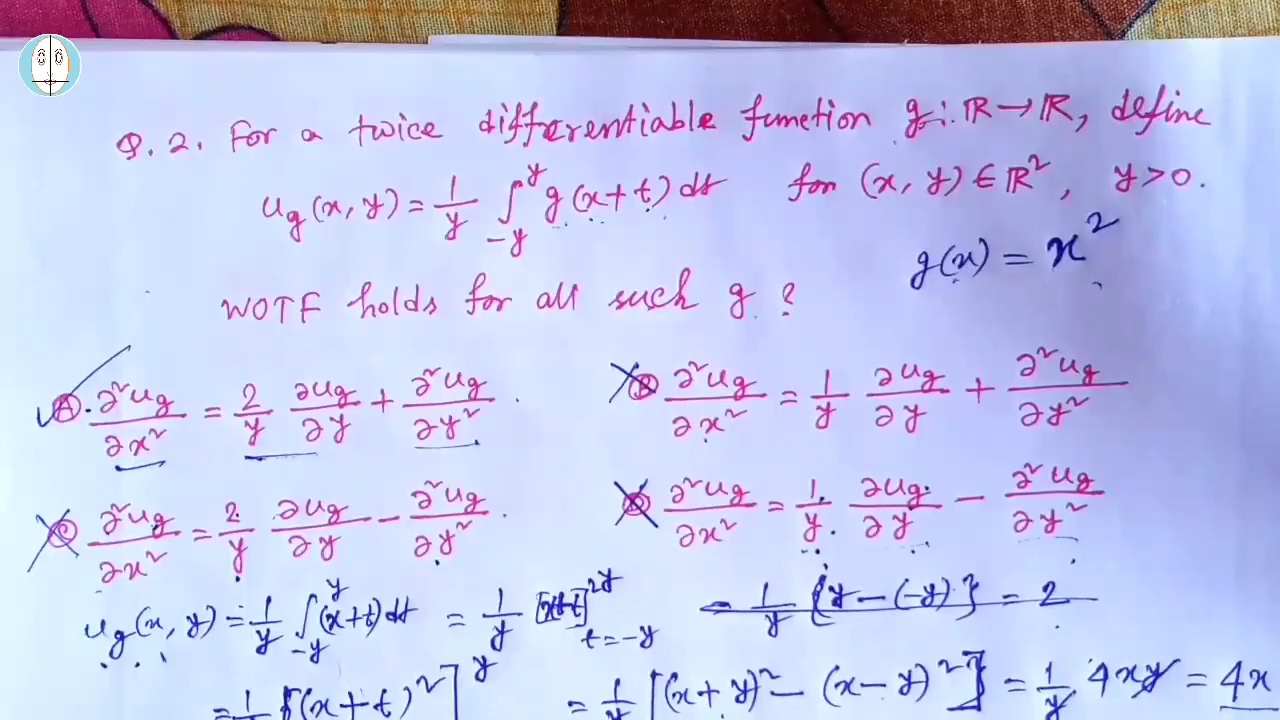 Q. 2. For a twice differentiable function g: ℝ → ℝ, define
u_g(x, y) = 1/y ∫_{-y}^{y} g(x+t) dt for (x, y) ∈ ℝ², y > 0.
g(x) = x²
WOTF holds for all such g ?
A. ∂²u_g/∂x² = 2/y ∂u_g/∂y + ∂²u_g/∂y².
B ∂²u_g/∂x² = 1/y ∂u_g/∂y + ∂²u_g/∂y²
C ∂²u_g/∂x² = 2/y ∂u_g/∂y - ∂²u_g/∂y².
D ∂²u_g/∂x² = 1/y ∂u_g/∂y - ∂²u_g/∂y²
u_g(x, y) = 1/y ∫_{-y}^{y} (x+t) dt = 1/y t=-y = 1/y {y-(-y)} = 2
= 1/y [(x+t)²]^y = 1/y [(x+y)² - (x-y)²] = 1/y 4xy = 4x